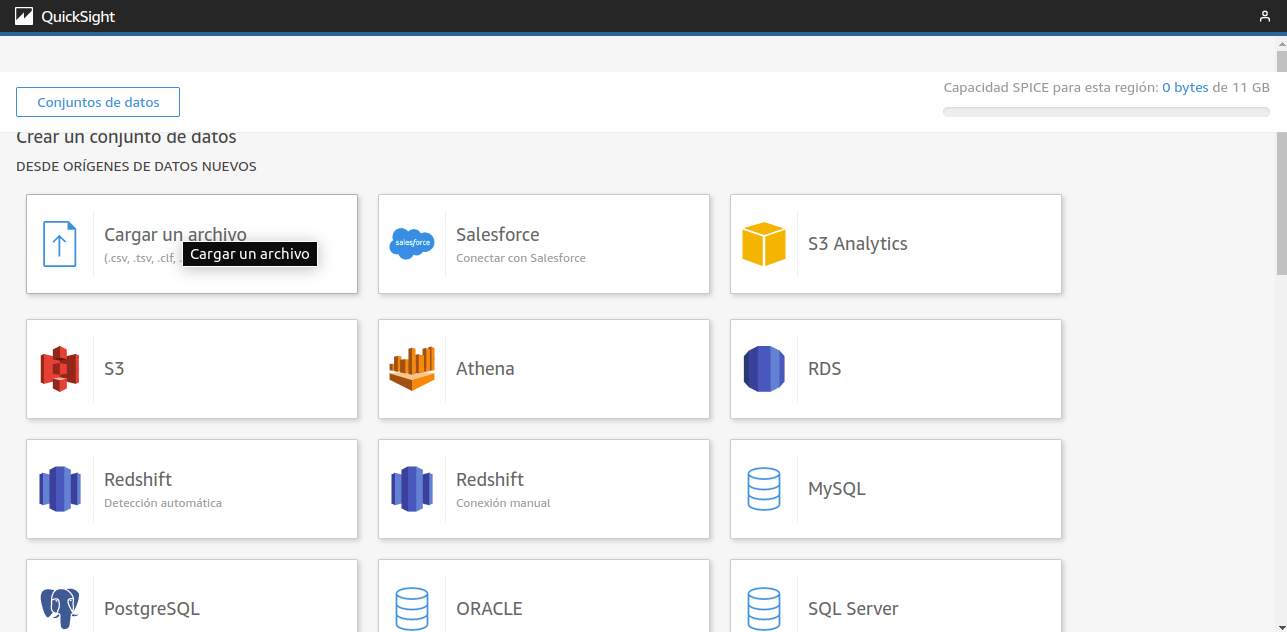 QuickSight
Conjuntos de datos
Capacidad SPICE para esta región: 0 bytes de 11 GB
Crear un conjunto de datos
DESDE ORÍGENES DE DATOS NUEVOS
Cargar un archivo
(.csv, .tsv, .clf, .
Cargar un archivo
Salesforce
Conectar con Salesforce
salesforce
S3 Analytics
S3
Athena
RDS
Redshift
Detección automática
Redshift
Conexión manual
MySQL
PostgreSQL
ORACLE
SQL Server